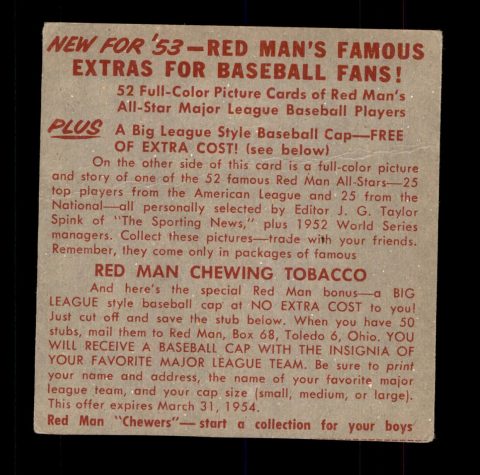 NEW FOR '53—RED MAN'S FAMOUS
EXTRAS FOR BASEBALL FANS!
52 Full-Color Picture Cards of Red Man's
All-Star Major League Baseball Players
PLUS A Big League Style Baseball Cap—FREE
OF EXTRA COST! (see below)
On the other side of this card is a full-color picture
and story of one of the 52 famous Red Man All-Stars—25
top players from the American League and 25 from the
National—all personally selected by Editor J. G. Taylor
Spink of "The Sporting News," plus 1952 World Series
managers. Collect these pictures—trade with your friends.
Remember, they come only in packages of famous
RED MAN CHEWING TOBACCO
And here's the special Red Man bonus—a BIG
LEAGUE style baseball cap at NO EXTRA COST to you!
Just cut off and save the stub below. When you have 50
stubs, mail them to Red Man, Box 68, Toledo 6, Ohio. YOU
WILL RECEIVE A BASEBALL CAP WITH THE INSIGNIA OF
YOUR FAVORITE MAJOR LEAGUE TEAM. Be sure to print
your name and address, the name of your favorite major
league team, and your cap size (small, medium, or large).
This offer expires March 31, 1954.
Red Man "Chewers"—start a collection for your boys